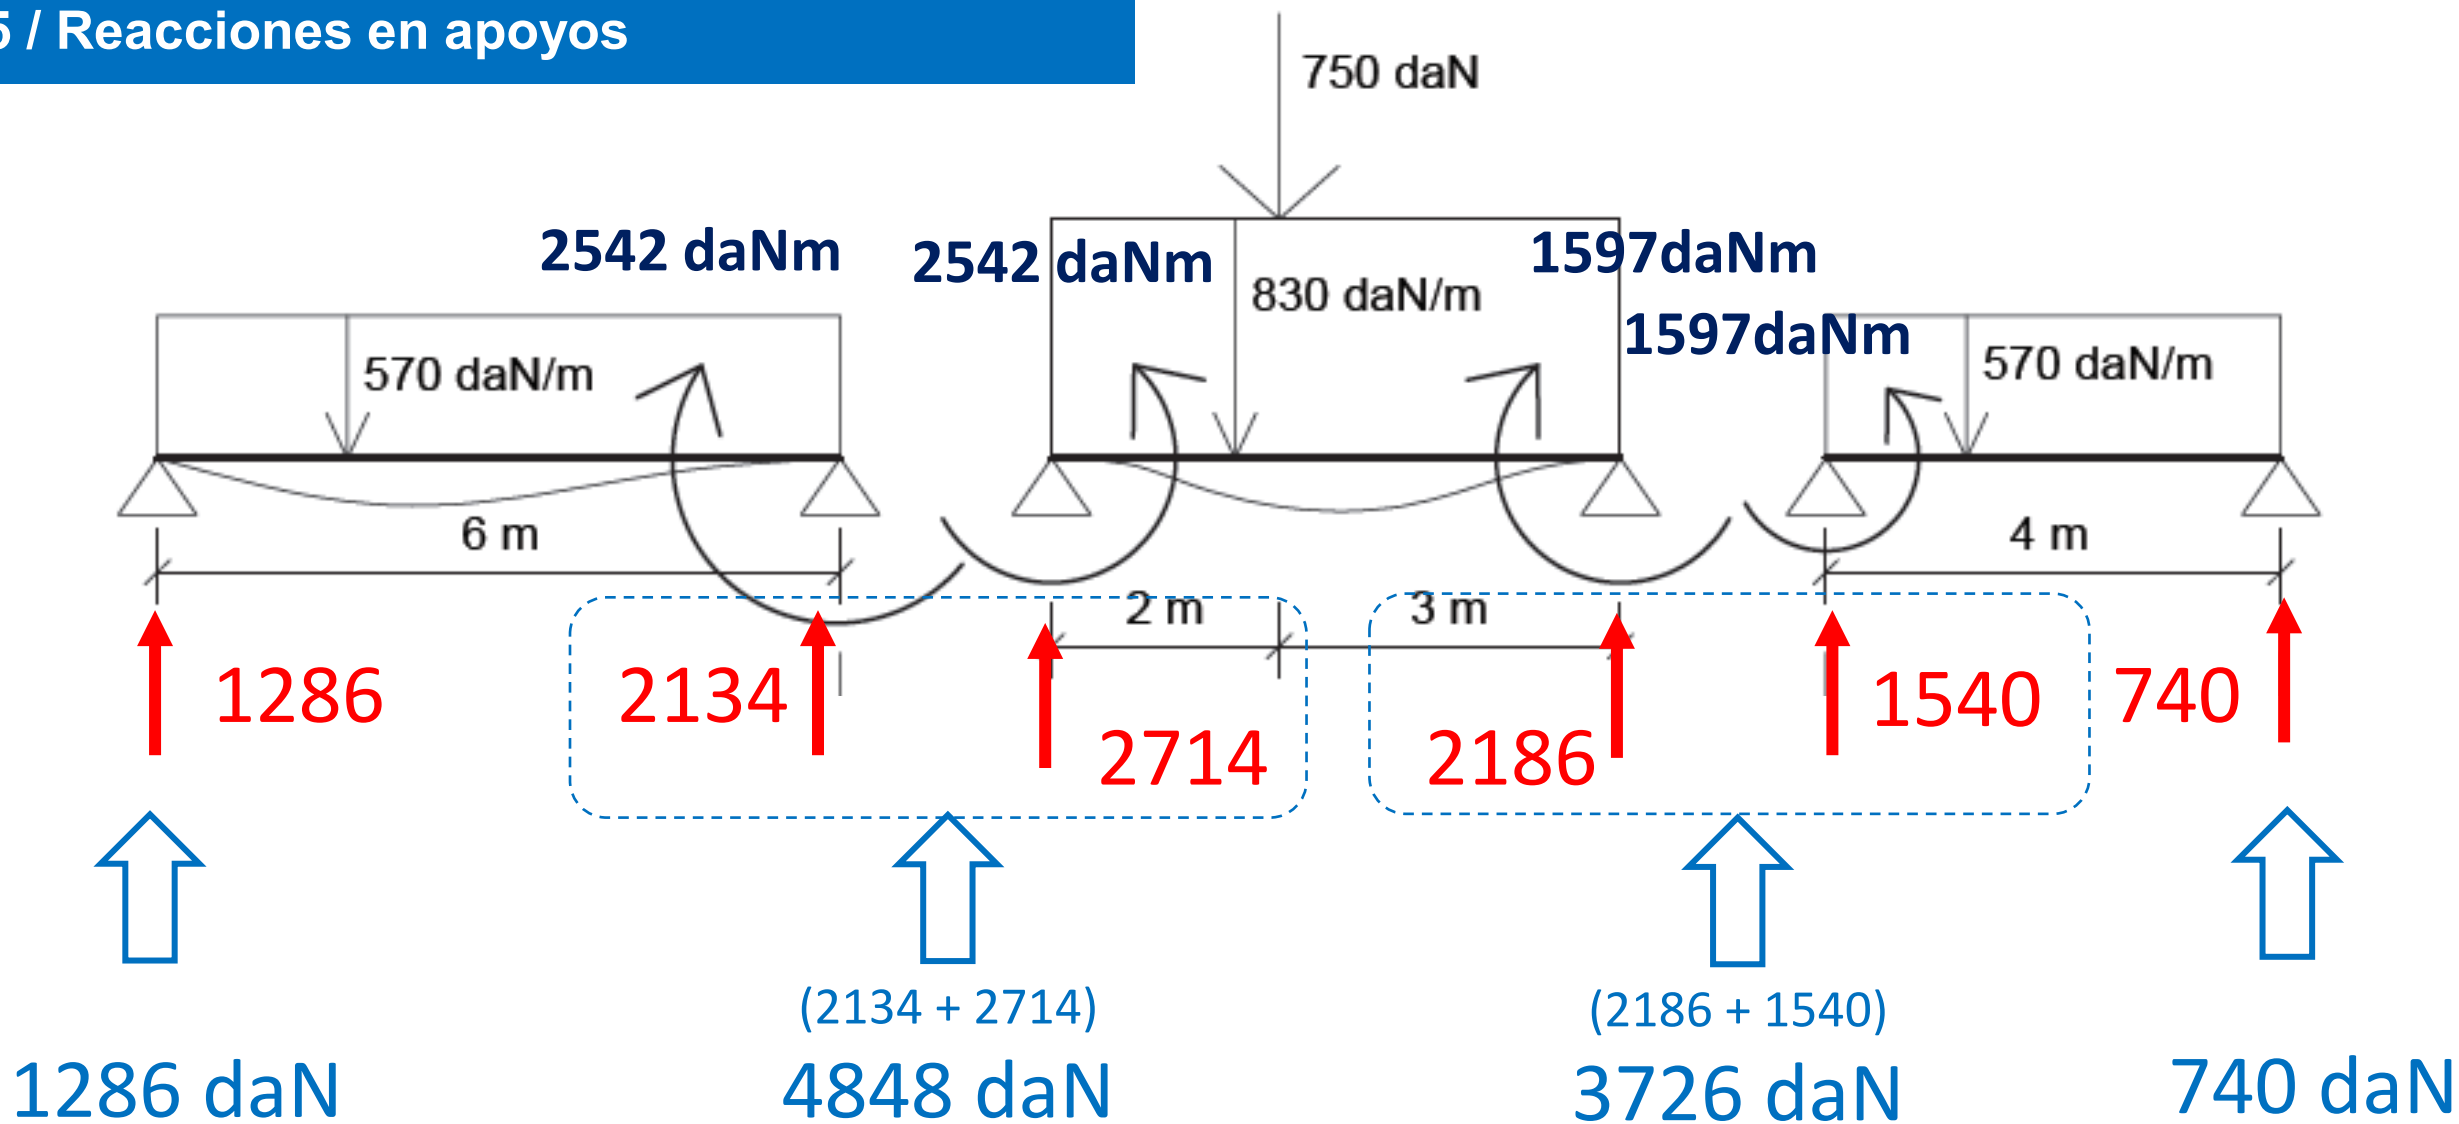 5 / Reacciones en apoyos
750 daN
2542 daNm
2542 daNm
1597daNm
830 daN/m
1597daNm
570 daN/m
570 daN/m
6 m
4 m
2 m
3 m
1286
2134
2714
2186
1540
740
(2134 + 2714)
(2186 + 1540)
1286 daN
4848 daN
3726 daN
740 daN